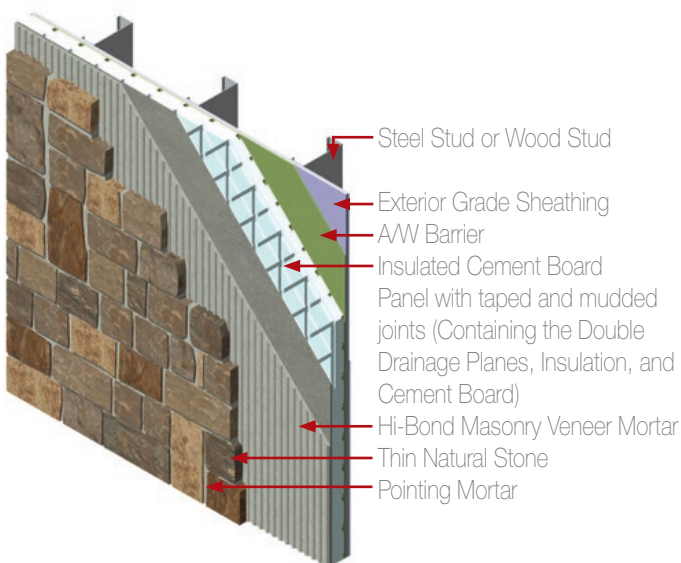 Steel Stud or Wood Stud
Exterior Grade Sheathing
A/W Barrier
Insulated Cement Board
Panel with taped and mudded
joints (Containing the Double
Drainage Planes, Insulation, and
Cement Board)
Hi-Bond Masonry Veneer Mortar
Thin Natural Stone
Pointing Mortar